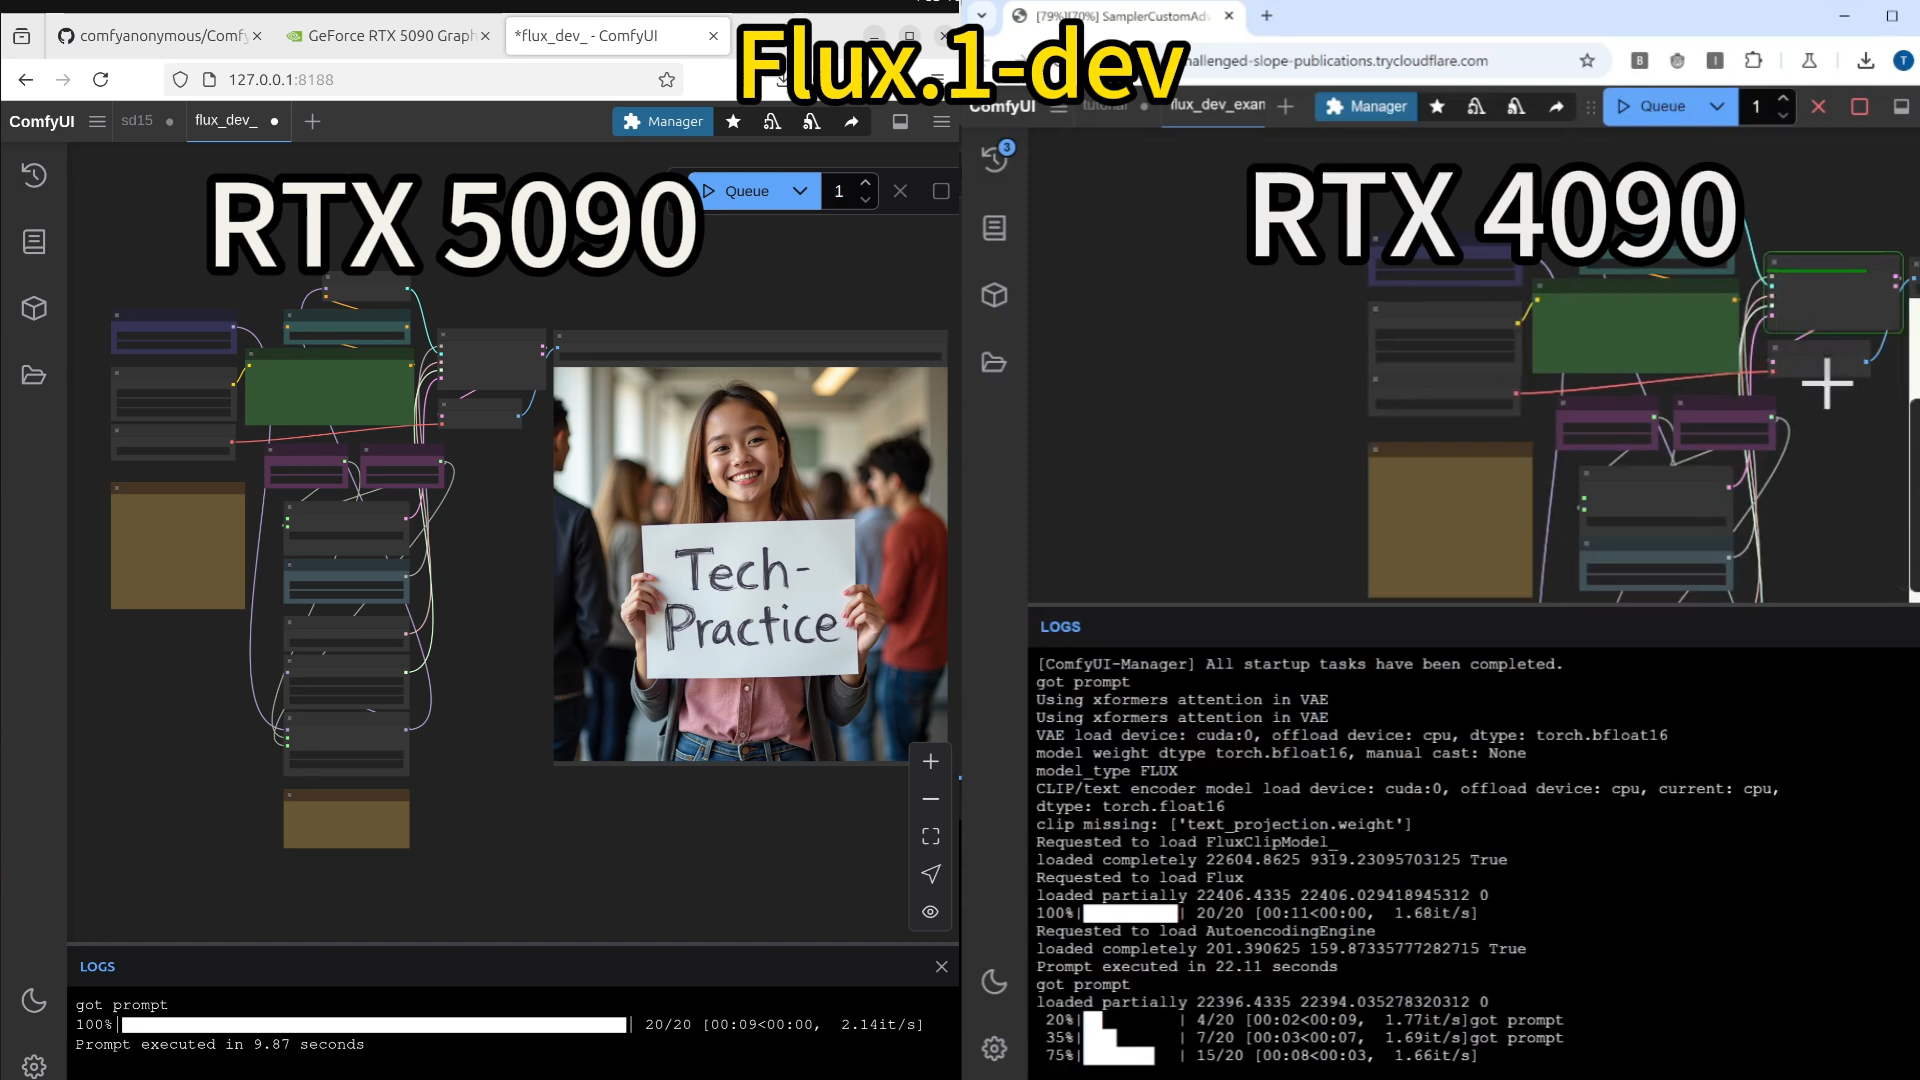 comfyanonymous/Comfy
GeForce RTX 5090 Graph
*flux_dev_ - ComfyUI
127.0.0.1:8188
ComfyUI
sd15
flux_dev_
Manager
Queue
1
RTX 5090
Flux.1-dev
Tech-
Practice
LOGS
got prompt
100%| | 20/20 [00:09<00:00, 2.14it/s]
Prompt executed in 9.87 seconds
[79%][70%] SamplerCustomAdv
hallenged-slope-publications.trycloudflare.com
T
ComfyUI
tutorial
flux_dev_exam
Manager
Queue
1
3
RTX 4090
LOGS
[ComfyUI-Manager] All startup tasks have been completed.
got prompt
Using xformers attention in VAE
Using xformers attention in VAE
VAE load device: cuda:0, offload device: cpu, dtype: torch.bfloat16
model weight dtype torch.bfloat16, manual cast: None
model_type FLUX
CLIP/text encoder model load device: cuda:0, offload device: cpu, current: cpu,
dtype: torch.float16
clip missing: ['text_projection.weight']
Requested to load FluxClipModel_
loaded completely 22604.8625 9319.23095703125 True
Requested to load Flux
loaded partially 22406.4335 22406.029418945312 0
100%| | 20/20 [00:11<00:00, 1.68it/s]
Requested to load AutoencodingEngine
loaded completely 201.390625 159.87335777282715 True
Prompt executed in 22.11 seconds
got prompt
loaded partially 22396.4335 22394.035278320312 0
20%| | 4/20 [00:02<00:09, 1.77it/s]got prompt
35%| | 7/20 [00:03<00:07, 1.69it/s]got prompt
75%| | 15/20 [00:08<00:03, 1.66it/s]